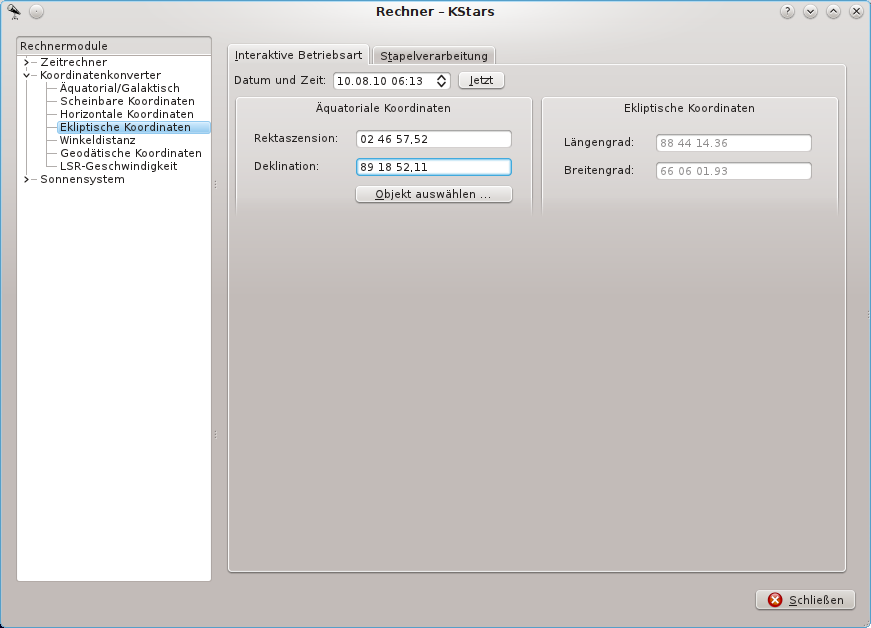 Rechner – KStars
Rechnermodule
Zeitrechner
Koordinatenkonverter
Äquatorial/Galaktisch
Scheinbare Koordinaten
Horizontale Koordinaten
Ekliptische Koordinaten
Winkeldistanz
Geodätische Koordinaten
LSR-Geschwindigkeit
Sonnensystem
Interaktive Betriebsart
Stapelverarbeitung
Datum und Zeit: 10.08.10 06:13 Jetzt
Äquatoriale Koordinaten
Rektaszension: 02 46 57,52
Deklination: 89 18 52,11
Objekt auswählen ...
Ekliptische Koordinaten
Längengrad: 88 44 14.36
Breitengrad: 66 06 01.93
Schließen